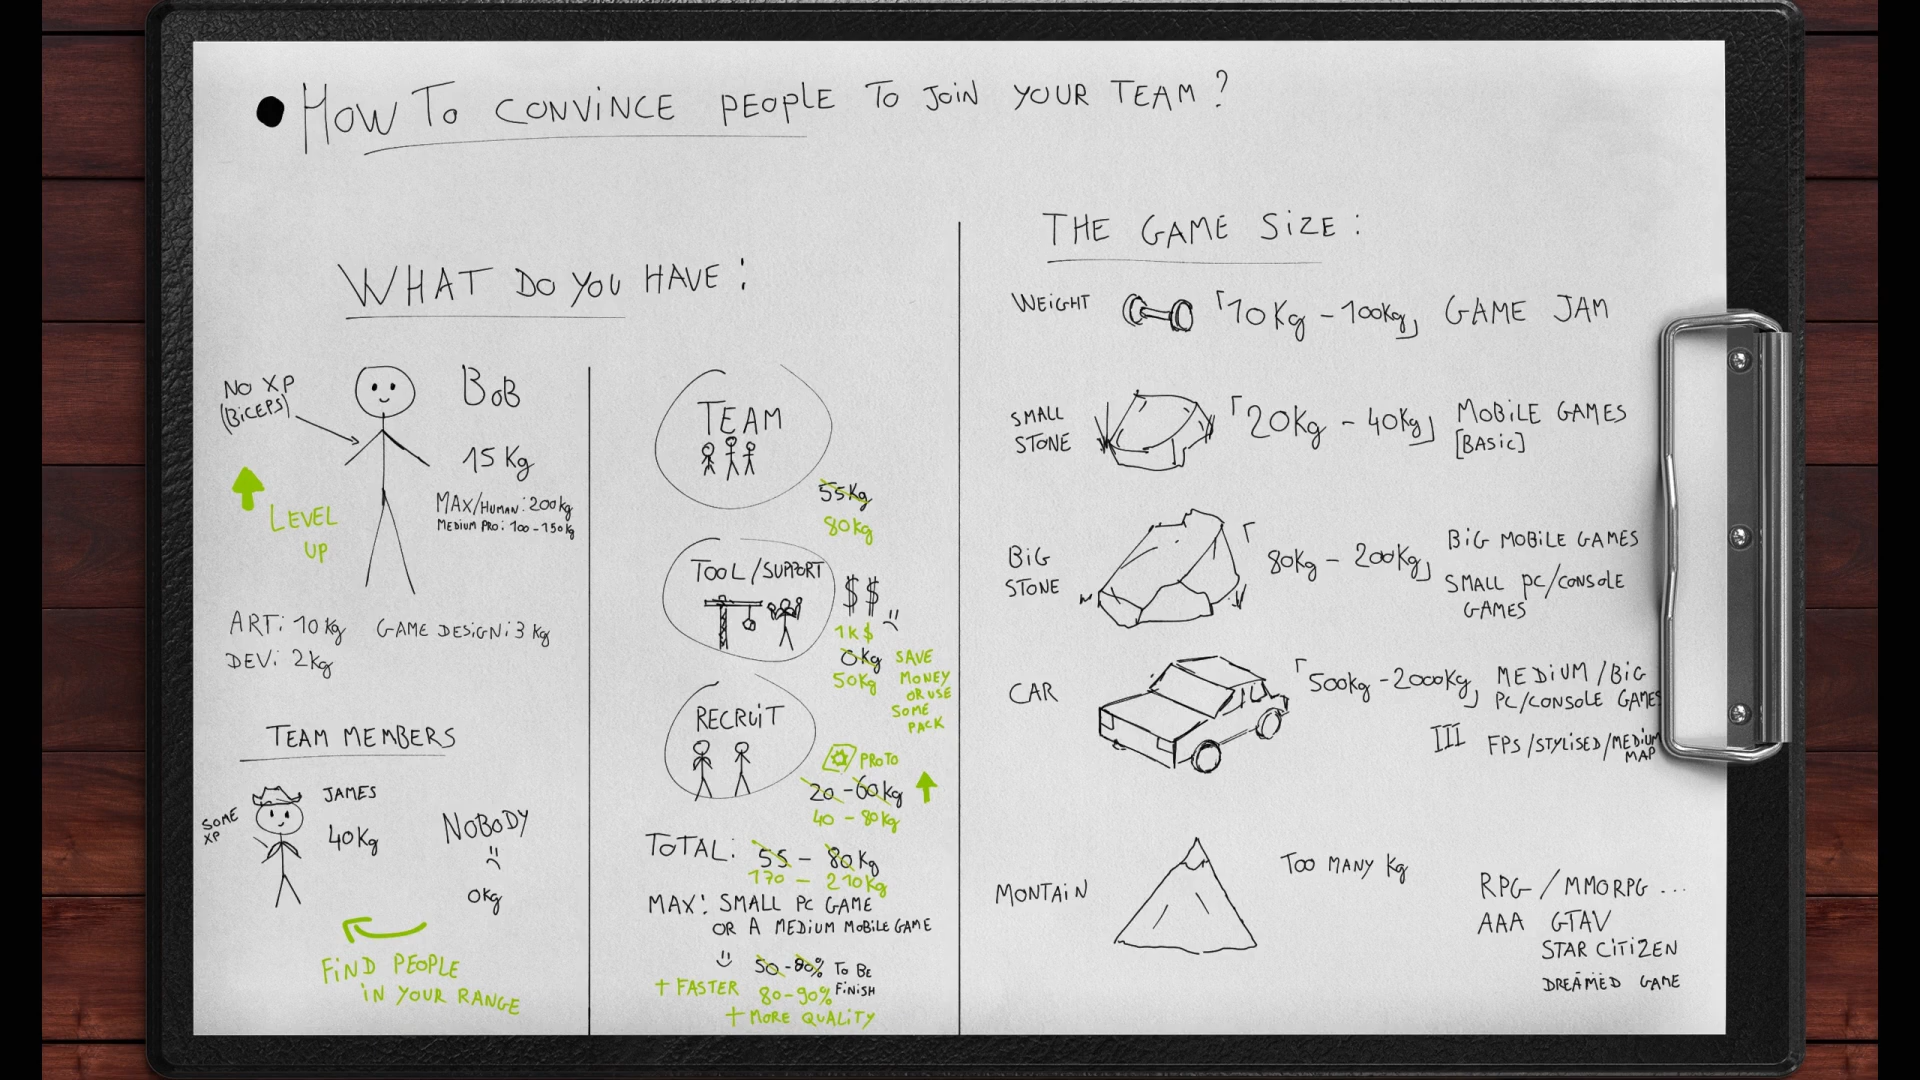 HOW TO CONVINCE PEOPLE TO JOIN YOUR TEAM ?
WHAT DO YOU HAVE :
NO XP
(BICEPS)
BOB
15 Kg
MAX/HUMAN : 200kg
MEDIUM PRO : 100 - 150 kg
LEVEL
UP
ART: 10 kg
GAME DESIGN: 3 kg
DEV: 2kg
TEAM MEMBERS
SOME
XP
JAMES
40kg
NOBODY
0kg
FIND PEOPLE
IN YOUR RANGE
TEAM
55kg
80kg
TOOL/SUPPORT
$$
1K$
0kg
50kg
SAVE
MONEY
OR USE
SOME
PACK
RECRUIT
PROTO
20 - 60kg
40 - 80kg
TOTAL: 55 - 80kg
170 - 210kg
MAX: SMALL PC GAME
OR A MEDIUM MOBILE GAME
50 - 80% TO BE
FINISH
+ FASTER 80-90%
+ MORE QUALITY
THE GAME SIZE :
WEIGHT
「10Kg - 100kg」 GAME JAM
SMALL
STONE
「20Kg - 40kg」 MOBILE GAMES
[BASIC]
BIG
STONE
「80kg - 200kg」
BIG MOBILE GAMES
SMALL PC/CONSOLE
GAMES
CAR
「500kg - 2000kg」 MEDIUM / BIG
PC/CONSOLE GAMES
III FPS/STYLISED/MEDIUM
MAP
MONTAIN
TOO MANY Kg
RPG / MMORPG ...
AAA GTAV
STAR CITIZEN
DREAMED GAME